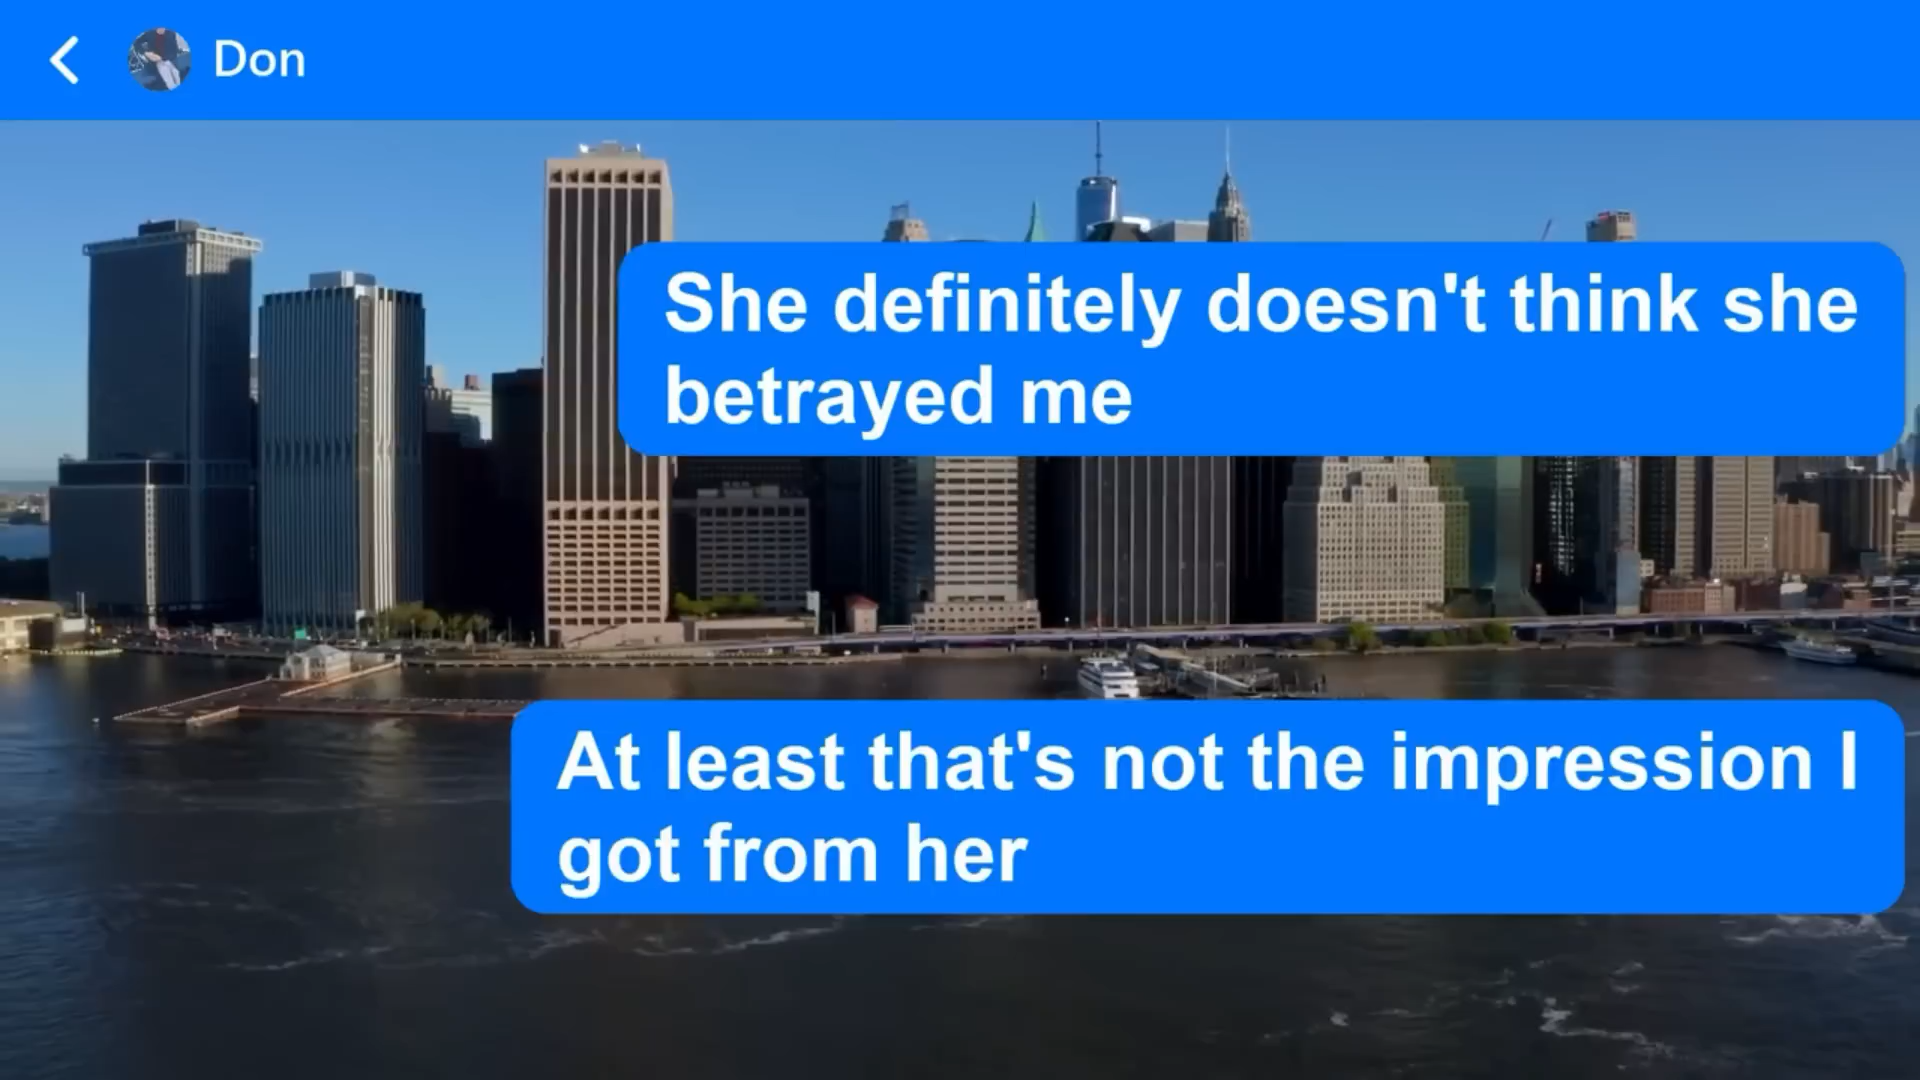 Don
She definitely doesn't think she
betrayed me
At least that's not the impression I
got from her